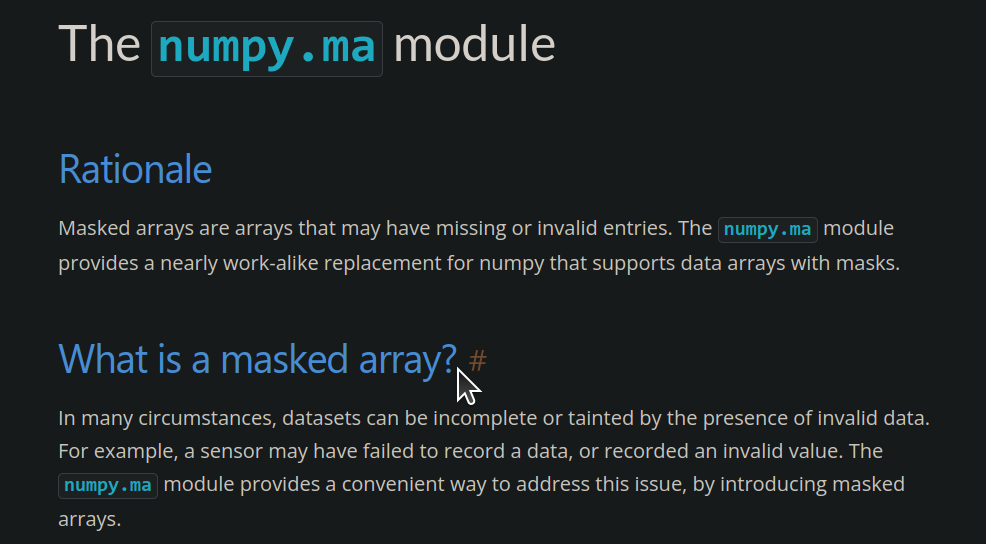 The numpy.ma module
Rationale
Masked arrays are arrays that may have missing or invalid entries. The numpy.ma module
provides a nearly work-alike replacement for numpy that supports data arrays with masks.
What is a masked array? #
In many circumstances, datasets can be incomplete or tainted by the presence of invalid data.
For example, a sensor may have failed to record a data, or recorded an invalid value. The
numpy.ma module provides a convenient way to address this issue, by introducing masked
arrays.